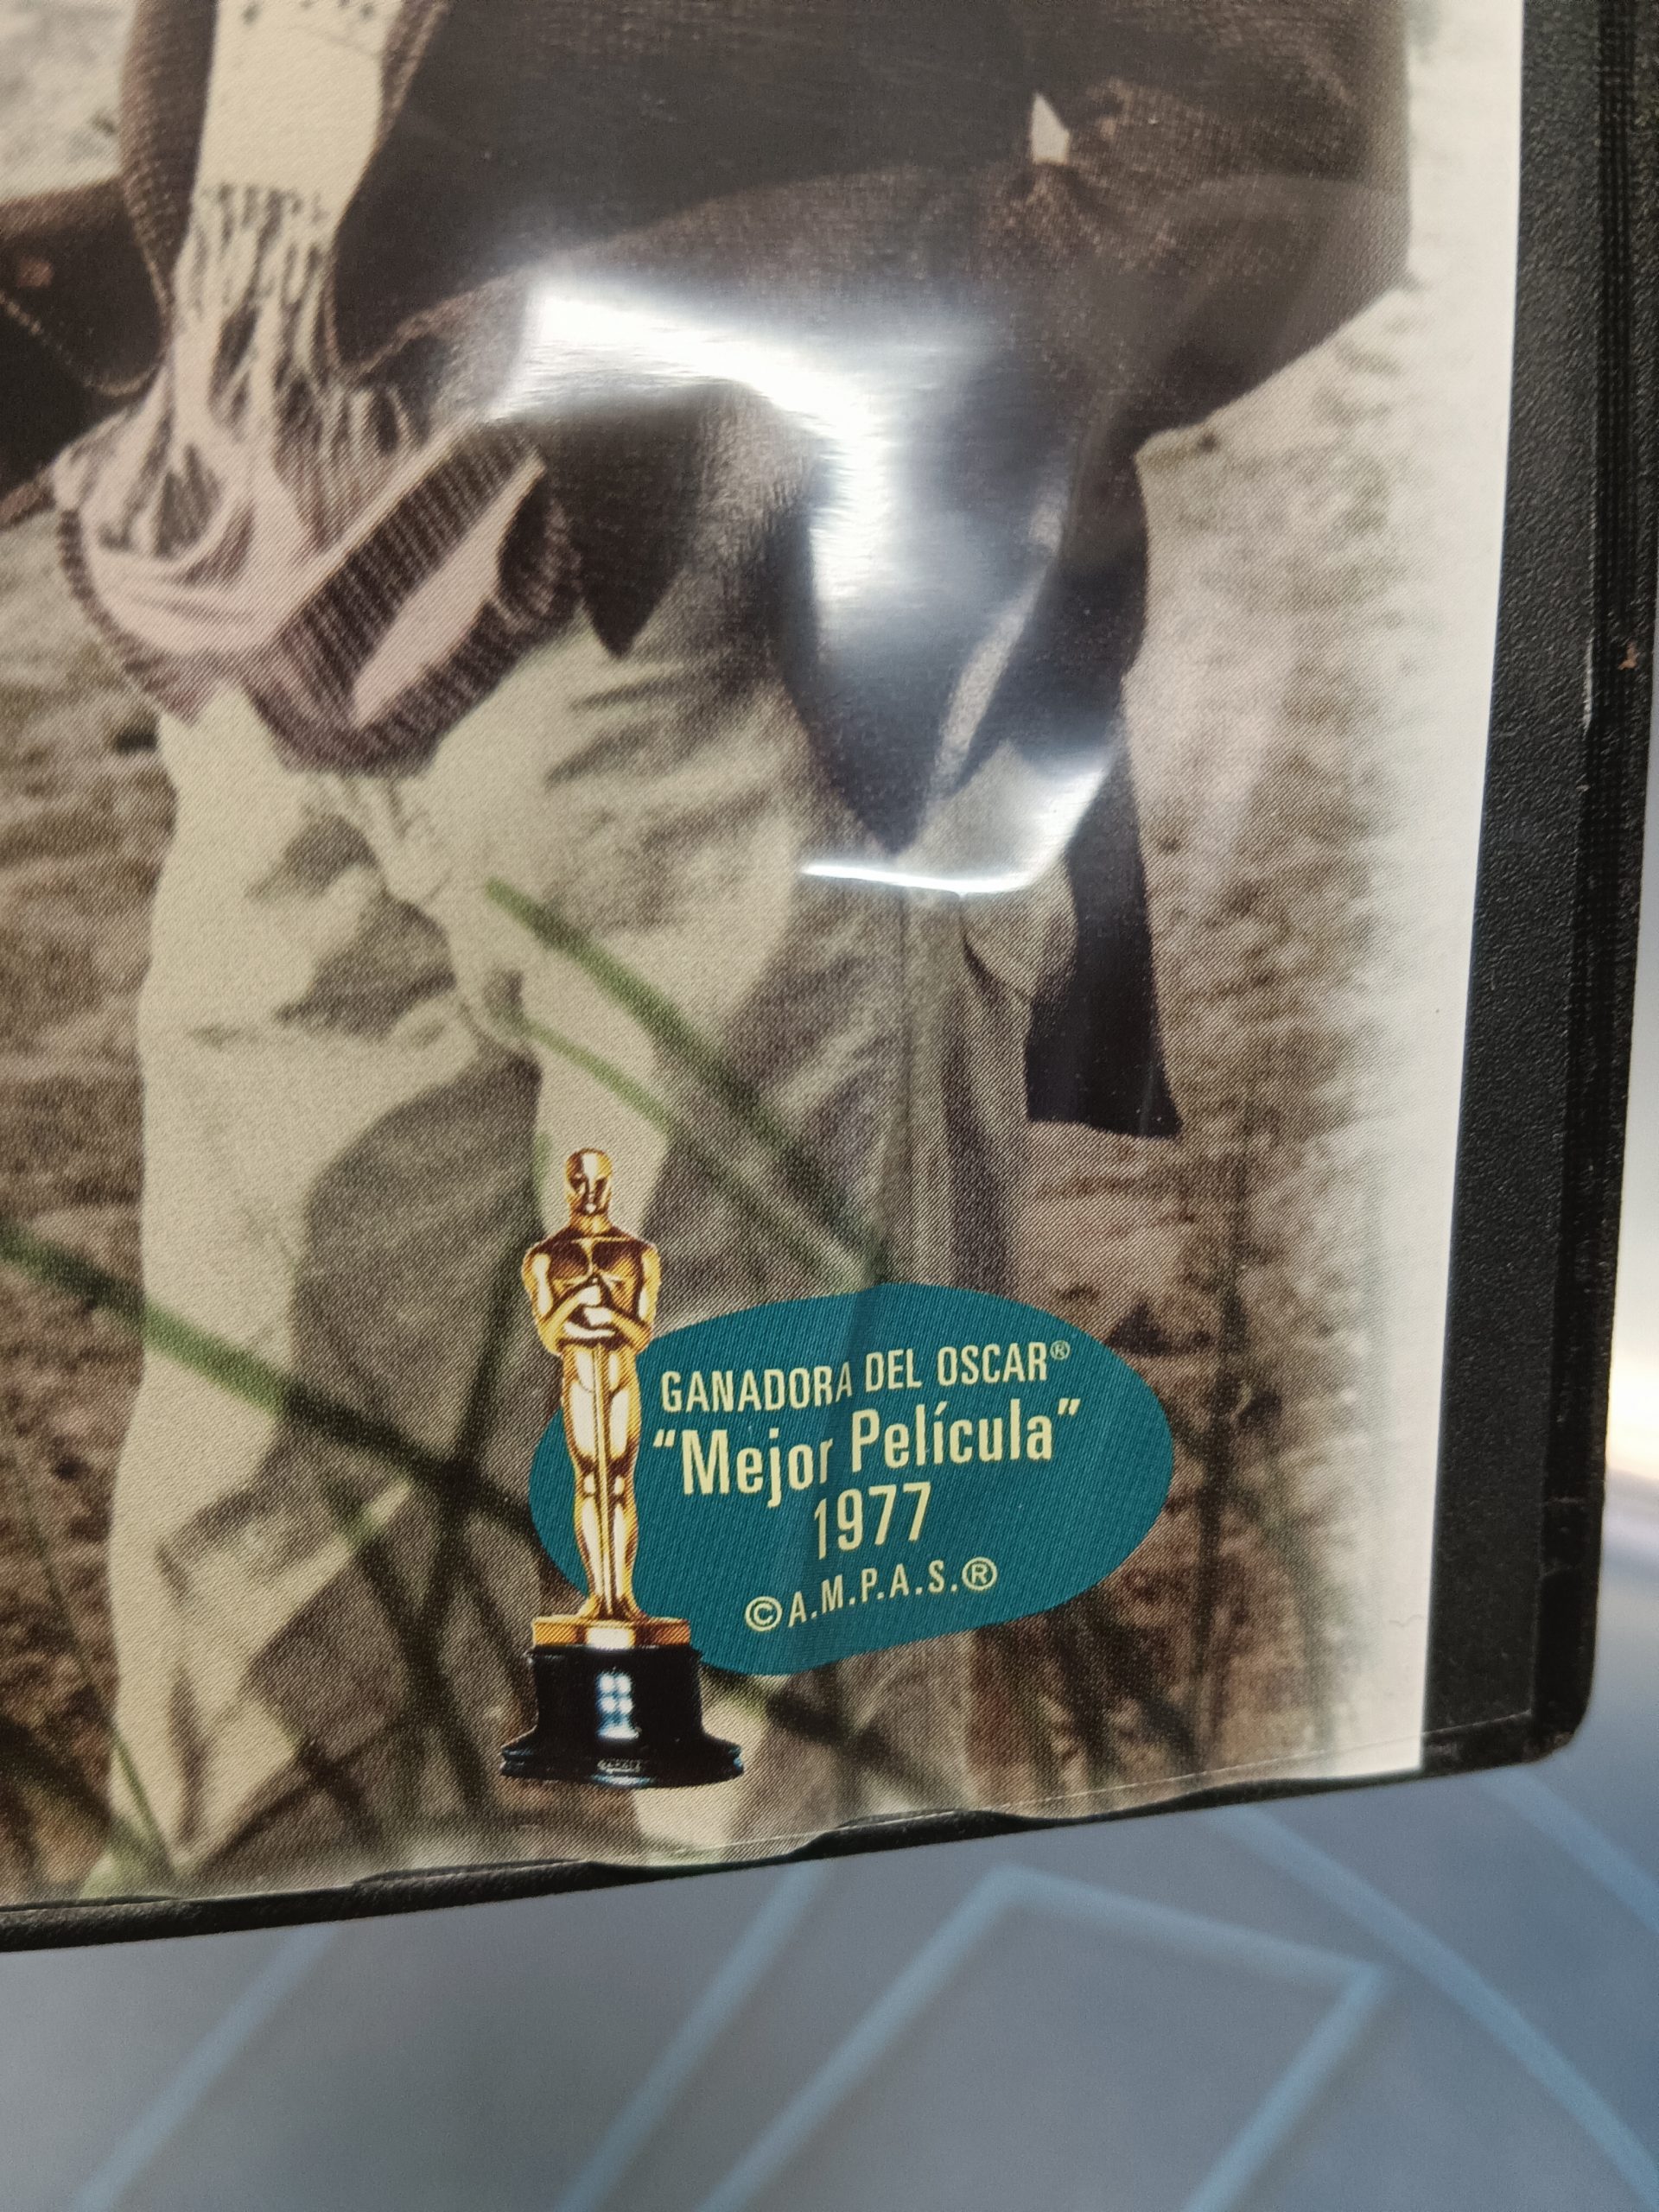 GANADORA DEL OSCAR®
“Mejor Película”
1977
©A.M.P.A.S.®